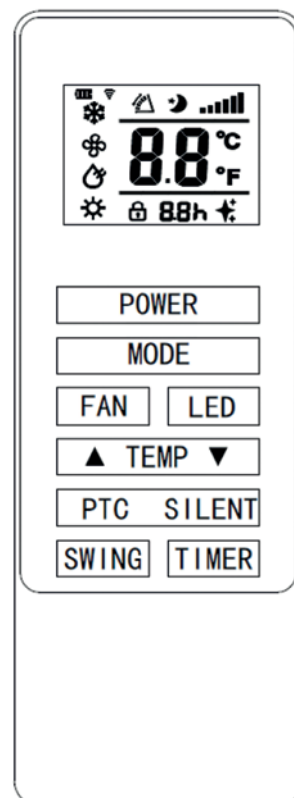 88 °C
°F
88h
POWER
MODE
FAN LED
▲ TEMP ▼
PTC SILENT
SWING TIMER